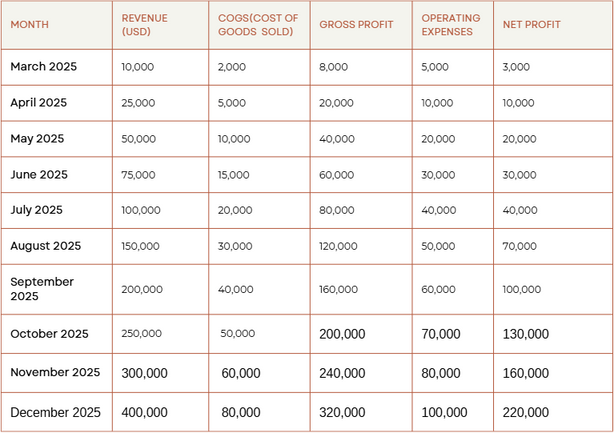 MONTH REVENUE (USD) COGS(COST OF GOODS SOLD) GROSS PROFIT OPERATING EXPENSES NET PROFIT
March 2025 10,000 2,000 8,000 5,000 3,000
April 2025 25,000 5,000 20,000 10,000 10,000
May 2025 50,000 10,000 40,000 20,000 20,000
June 2025 75,000 15,000 60,000 30,000 30,000
July 2025 100,000 20,000 80,000 40,000 40,000
August 2025 150,000 30,000 120,000 50,000 70,000
September 2025 200,000 40,000 160,000 60,000 100,000
October 2025 250,000 50,000 200,000 70,000 130,000
November 2025 300,000 60,000 240,000 80,000 160,000
December 2025 400,000 80,000 320,000 100,000 220,000